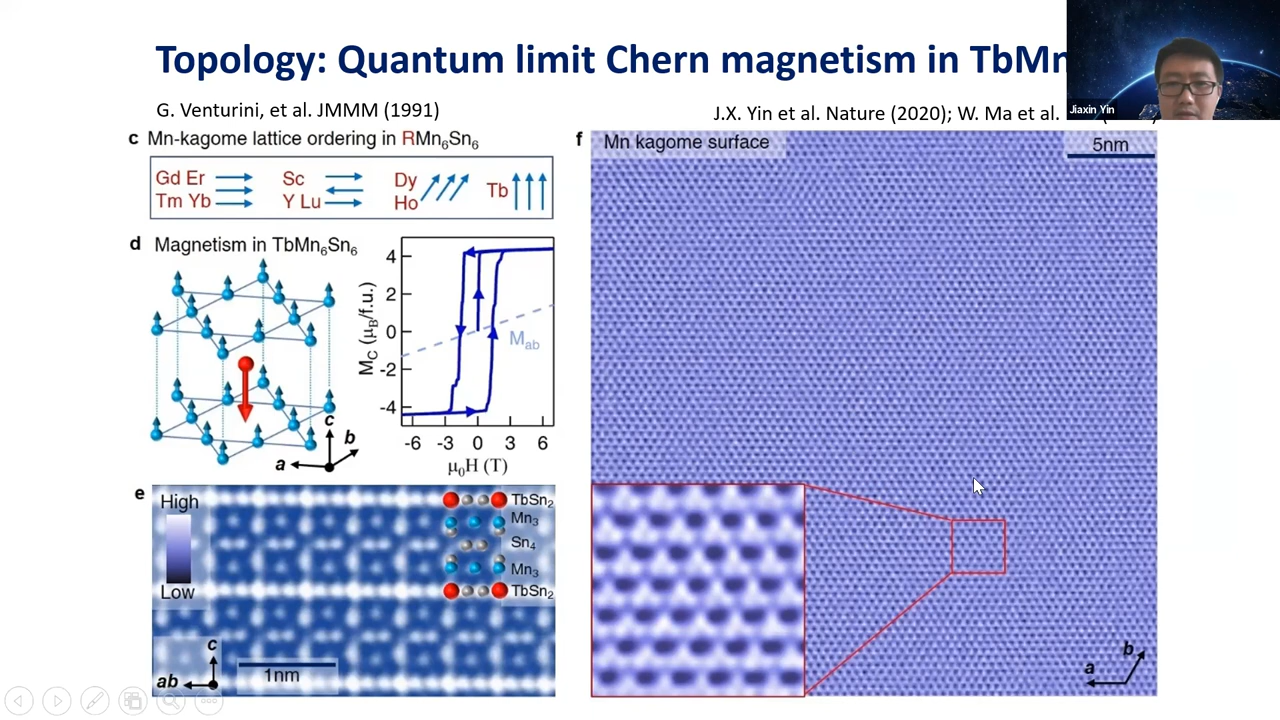 Topology: Quantum limit Chern magnetism in TbMn
Jiaxin Yin
G. Venturini, et al. JMMM (1991)
J.X. Yin et al. Nature (2020); W. Ma et al.
c Mn-kagome lattice ordering in RMn₆Sn₆
Gd Er
Tm Yb
Sc
Y Lu
Dy
Ho
Tb
d Magnetism in TbMn₆Sn₆
c
b
a
M_C (μ_B/f.u.)
4
2
0
-2
-4
M_ab
-6 -3 0 3 6
μ₀H (T)
e
High
Low
TbSn₂
Mn₃
Sn₄
Mn₃
TbSn₂
c
ab
1nm
f
Mn kagome surface
5nm
b
a